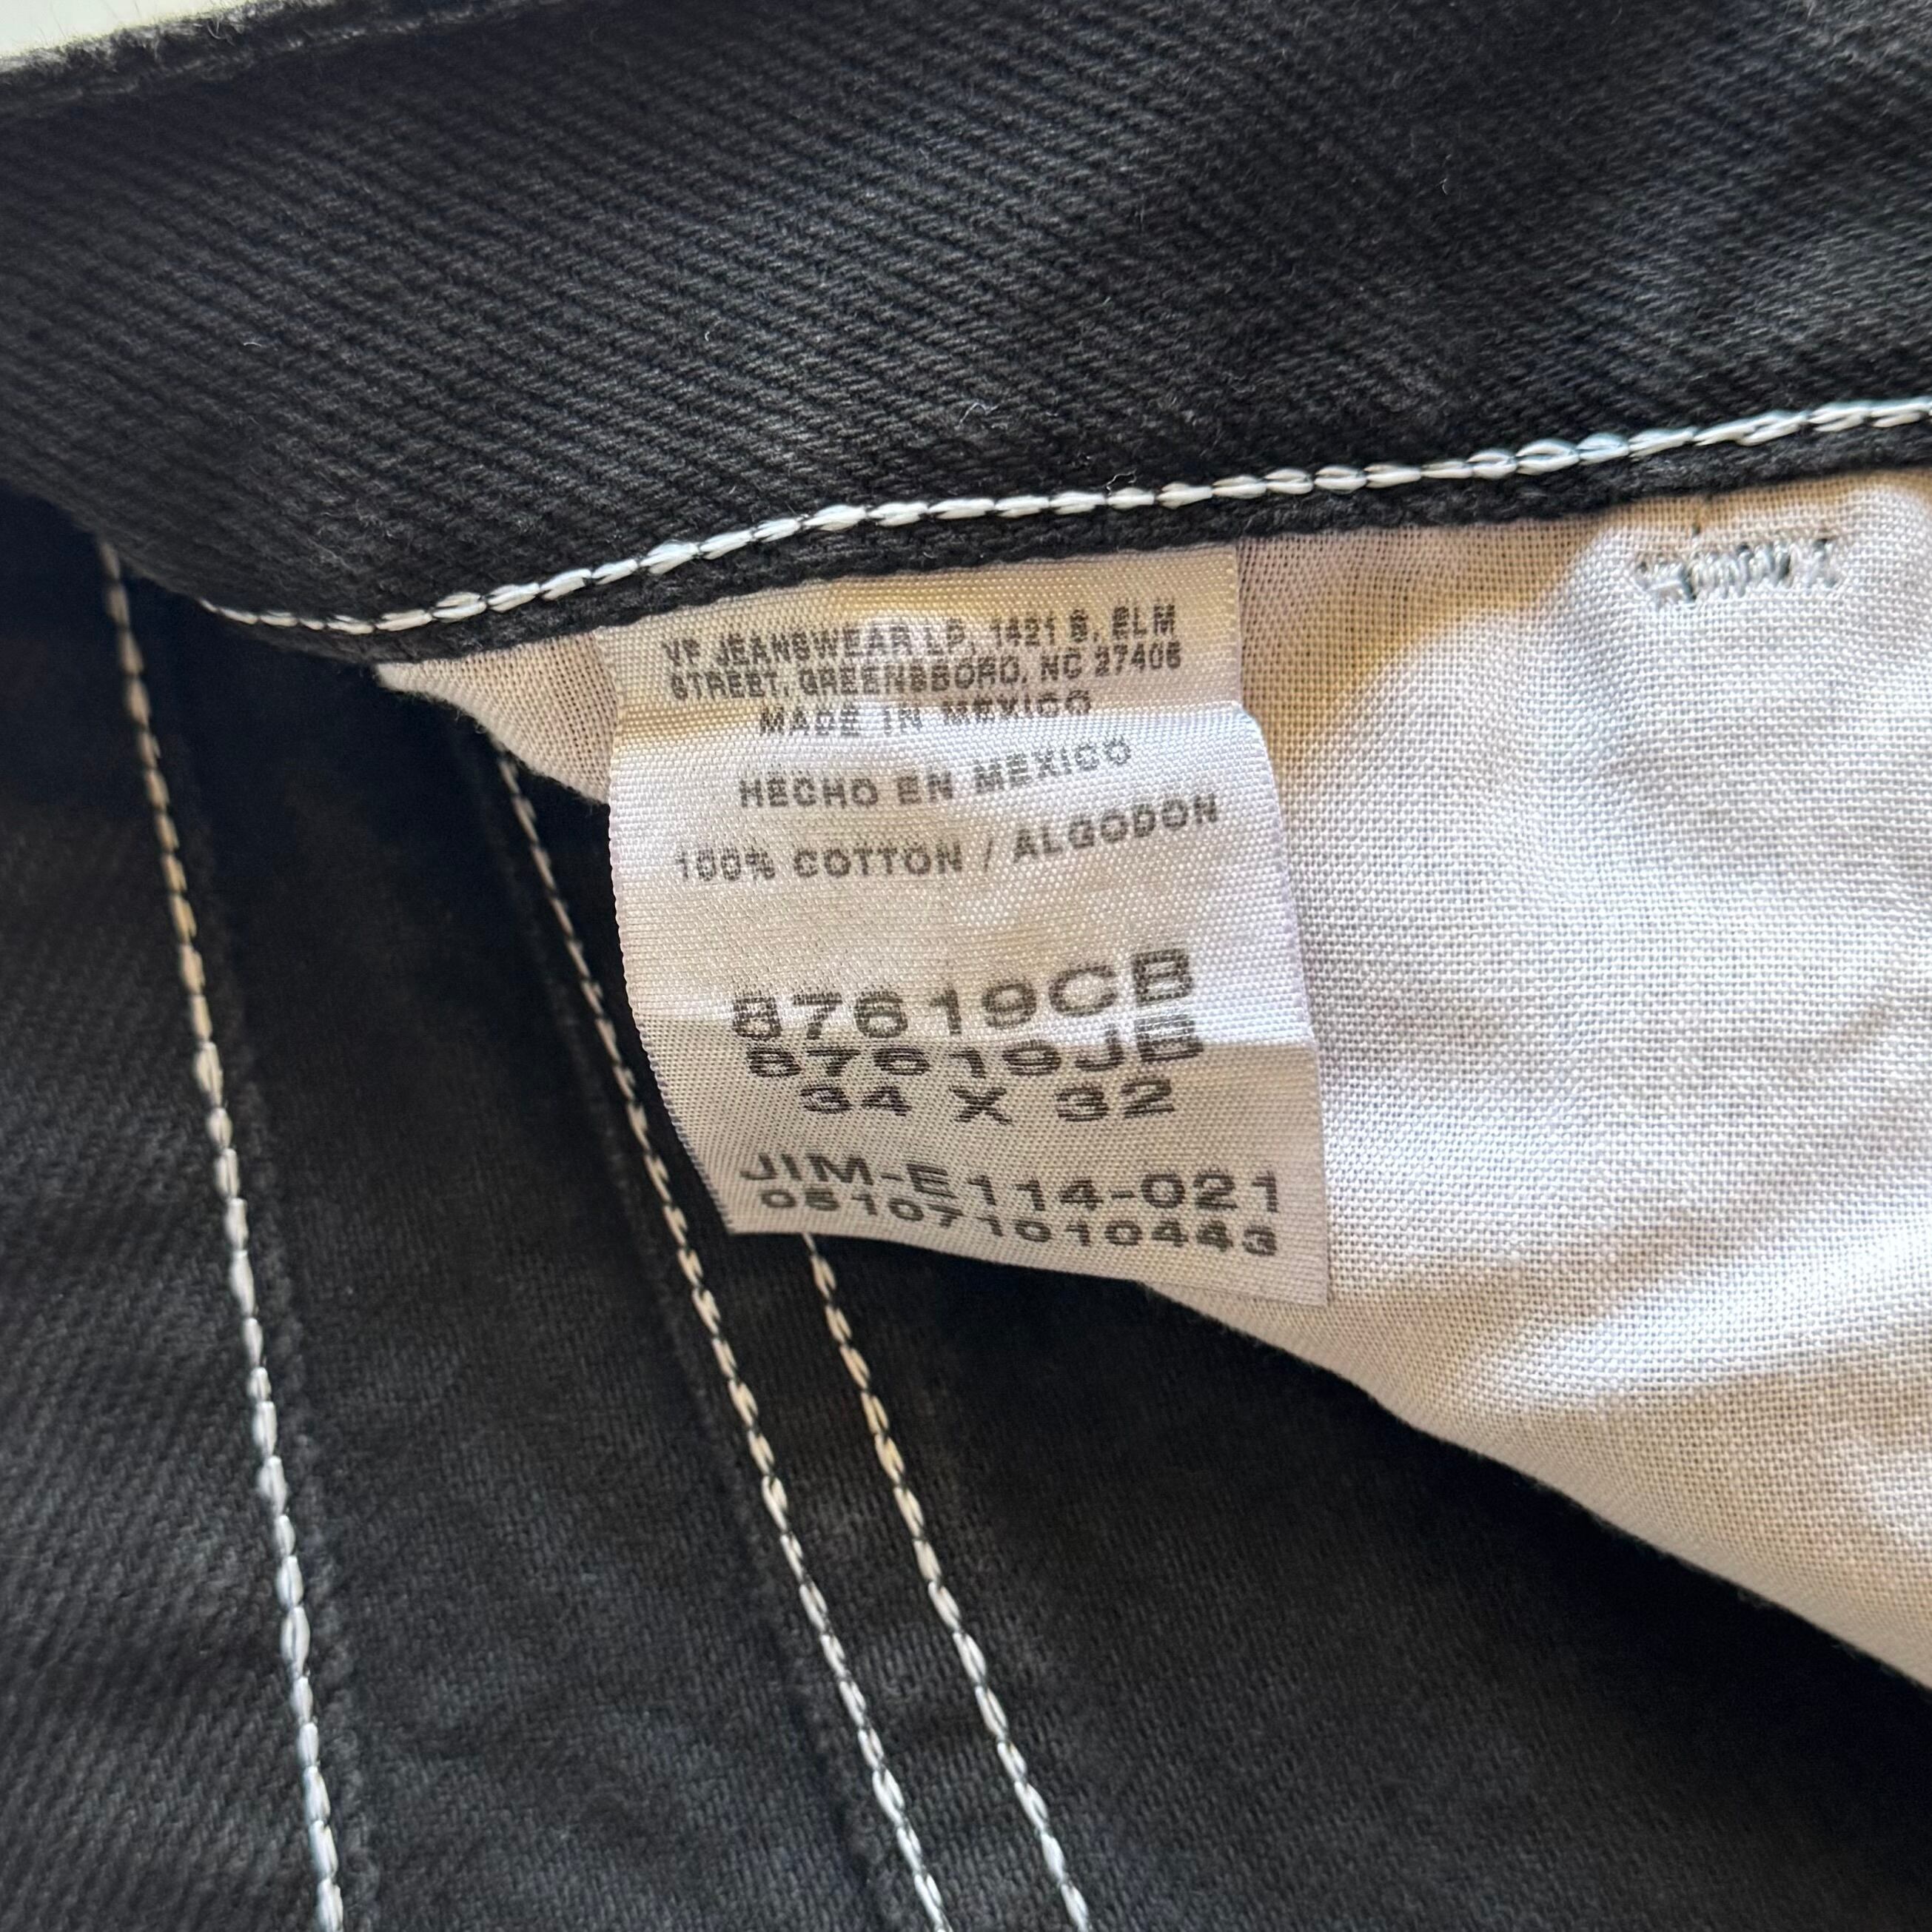 VF JEANSWEAR LP, 1421 S. ELM
STREET, GREENSBORO, NC 27406
MADE IN MEXICO
HECHO EN MEXICO
100% COTTON / ALGODON
87619CB
87619JB
34 X 32
JIM-E114-021
051071010443